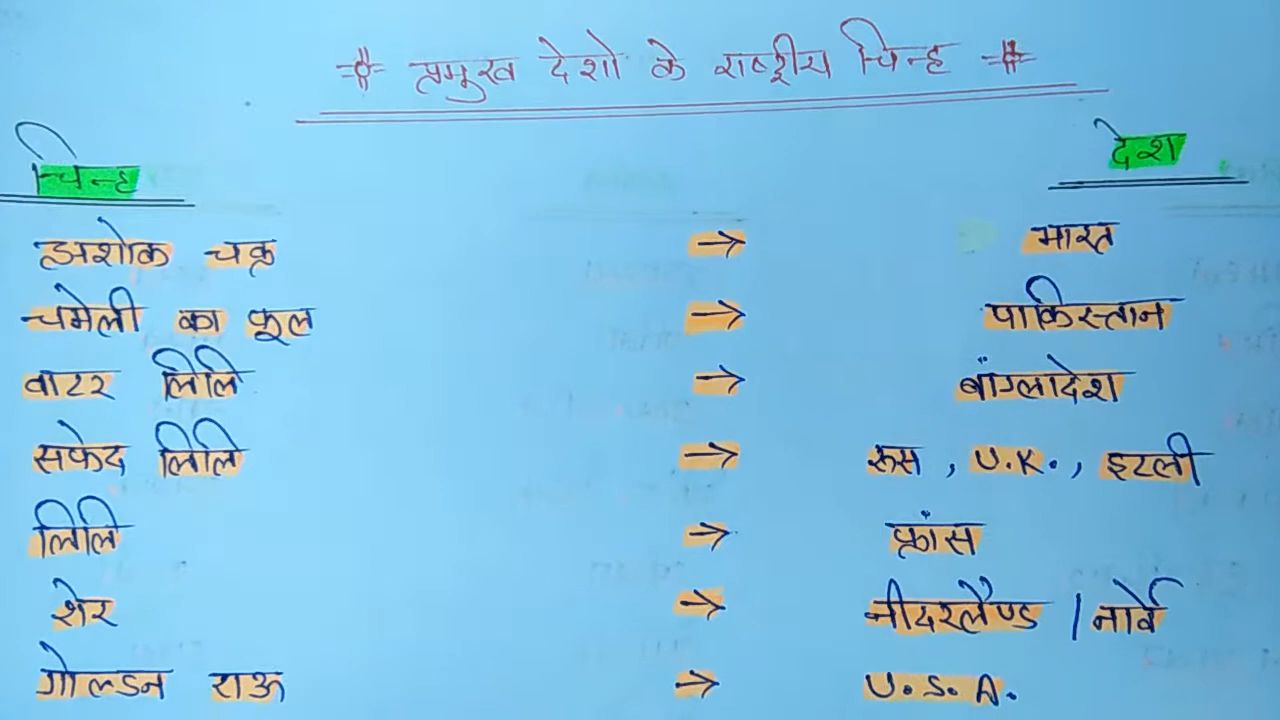 प्रमुख देशो के राष्ट्रीय चिन्ह
चिन्ह देश
अशोक चक्र → भारत
चमेली का फूल → पाकिस्तान
वाटर लिलि → बांग्लादेश
सफेद लिलि → रूस , U.K. , इटली
लिलि → फ्रांस
शेर → नीदरलैण्ड / नार्वे
गोल्डन राऊ → U.S.A.